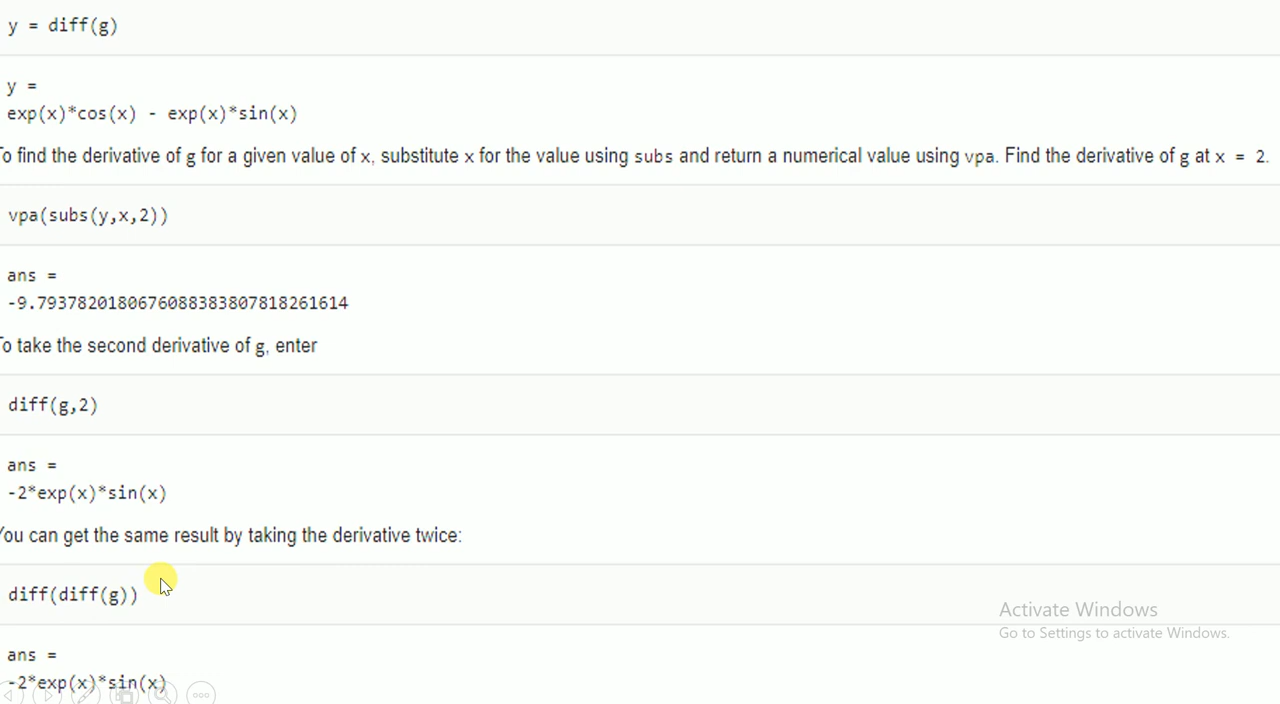 y = diff(g)
y =
exp(x)*cos(x) - exp(x)*sin(x)
To find the derivative of g for a given value of x, substitute x for the value using subs and return a numerical value using vpa. Find the derivative of g at x = 2.
vpa(subs(y,x,2))
ans =
-9.7937820180676088383807818261614
To take the second derivative of g, enter
diff(g,2)
ans =
-2*exp(x)*sin(x)
You can get the same result by taking the derivative twice:
diff(diff(g))
Activate Windows
Go to Settings to activate Windows.
ans =
-2*exp(x)*sin(x)